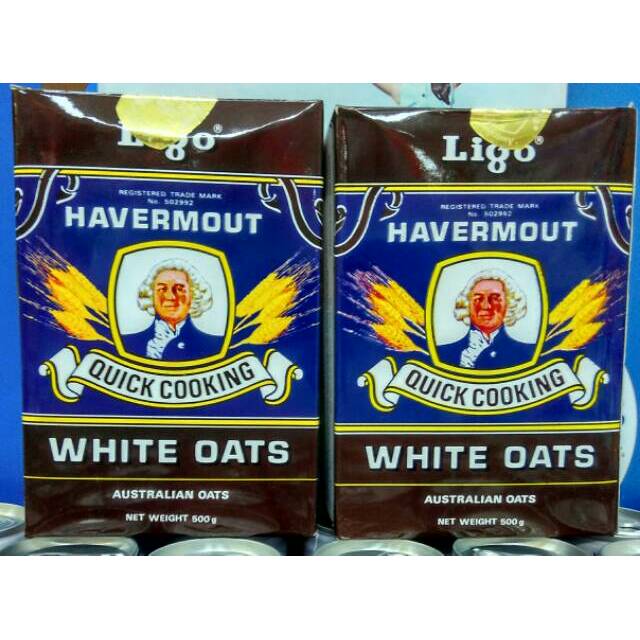 Ligo®
REGISTERED TRADE MARK
No. 502992
HAVERMOUT
QUICK COOKING
WHITE OATS
AUSTRALIAN OATS
NET WEIGHT 500g
Ligo®
REGISTERED TRADE MARK
No. 502992
HAVERMOUT
QUICK COOKING
WHITE OATS
AUSTRALIAN OATS
NET WEIGHT 500g